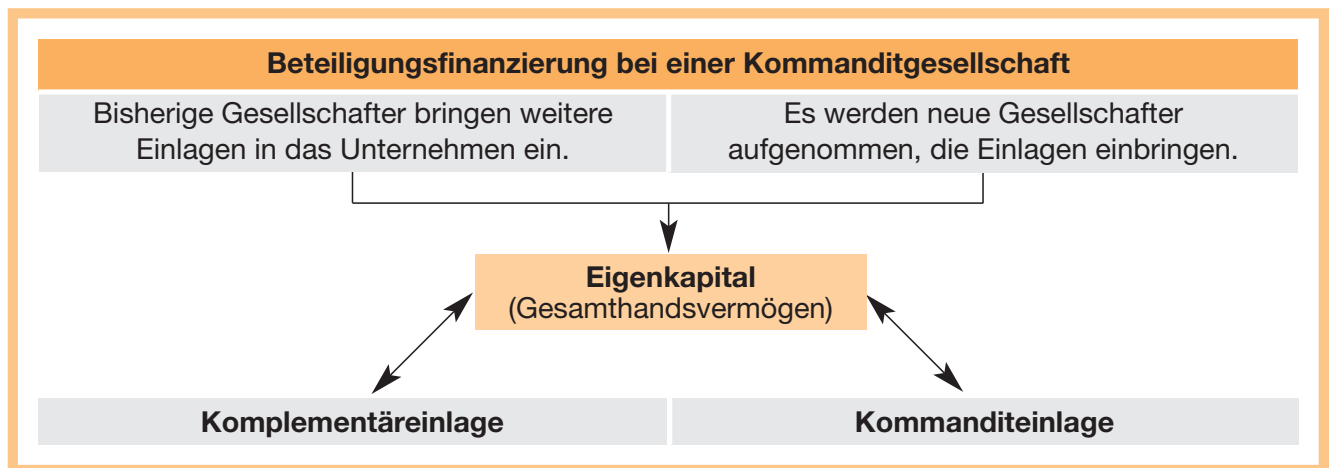 Beteiligungsfinanzierung bei einer Kommanditgesellschaft
Bisherige Gesellschafter bringen weitere
Einlagen in das Unternehmen ein.
Es werden neue Gesellschafter
aufgenommen, die Einlagen einbringen.
Eigenkapital
(Gesamthandsvermögen)
Komplementäreinlage
Kommanditeinlage